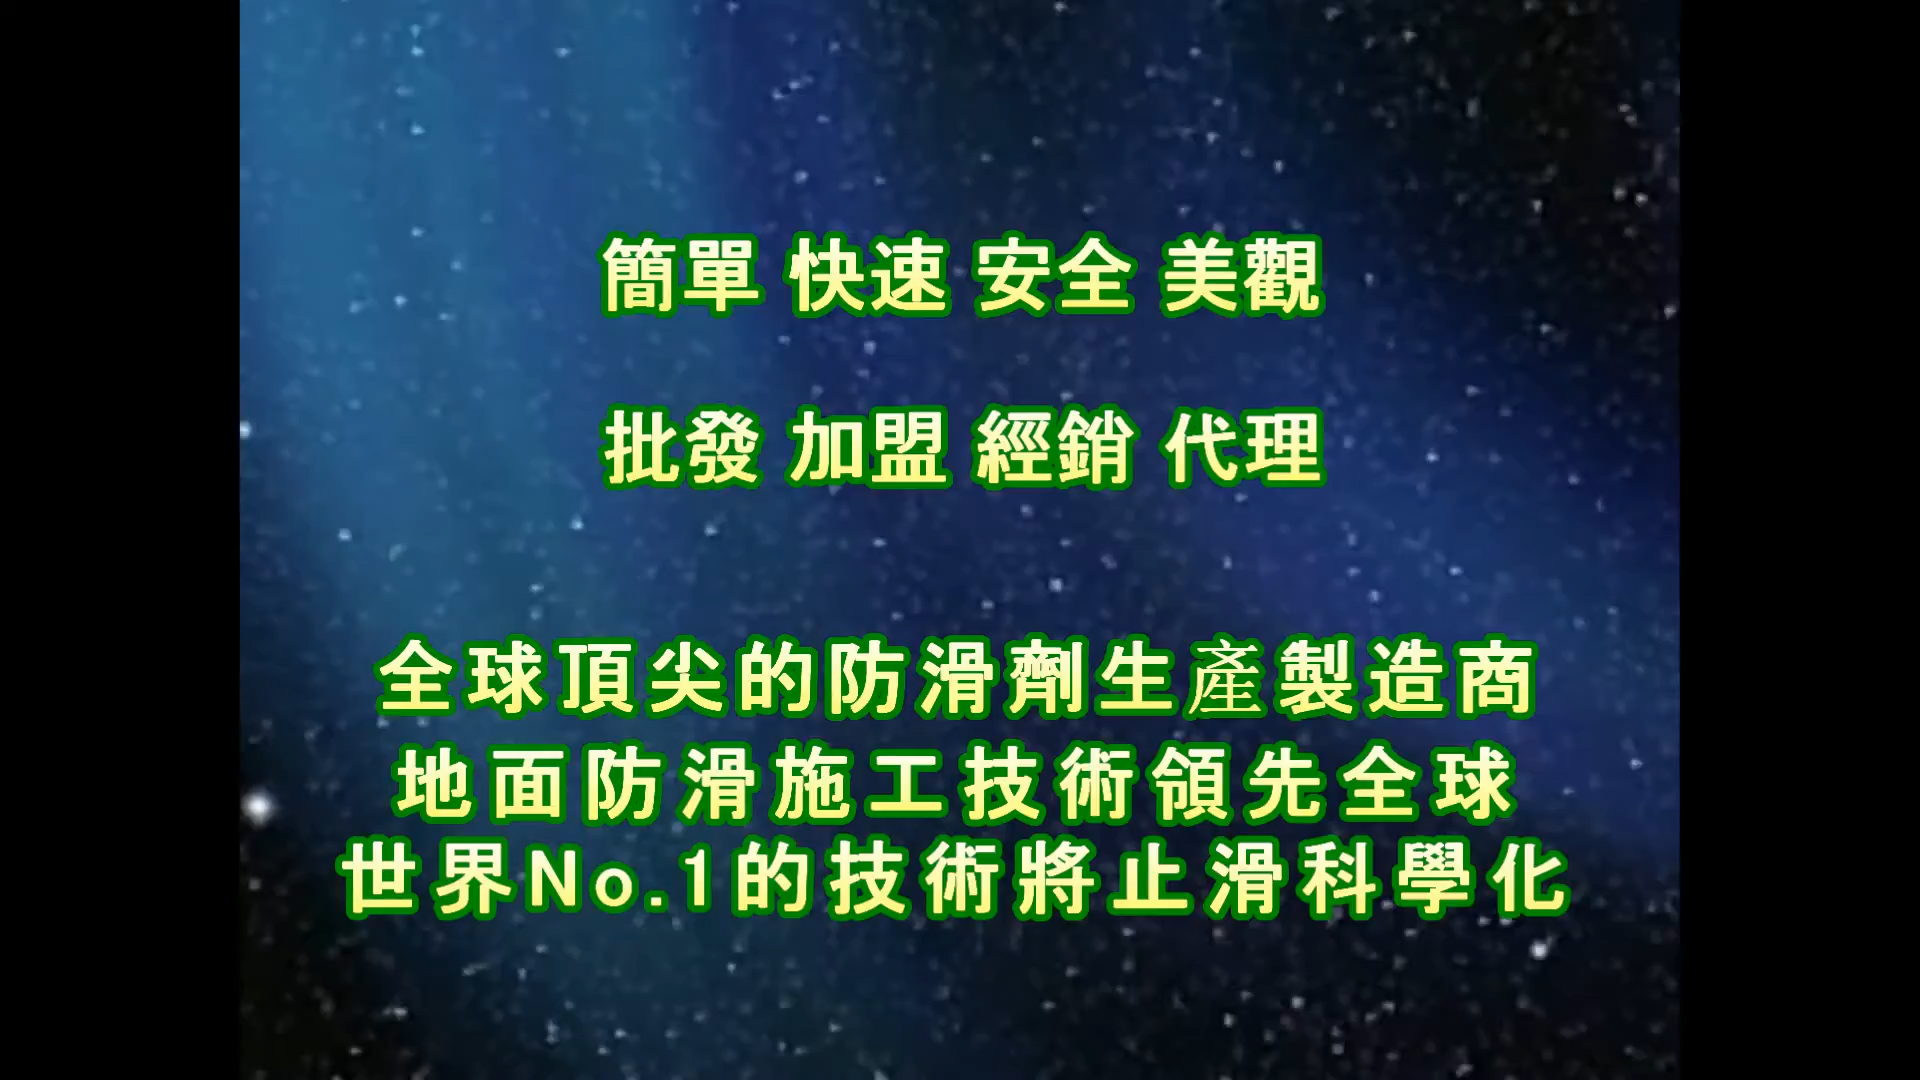 簡單 快速 安全 美觀
批發 加盟 經銷 代理
全球頂尖的防滑劑生產製造商
地面防滑施工技術領先全球
世界No.1的技術將止滑科學化